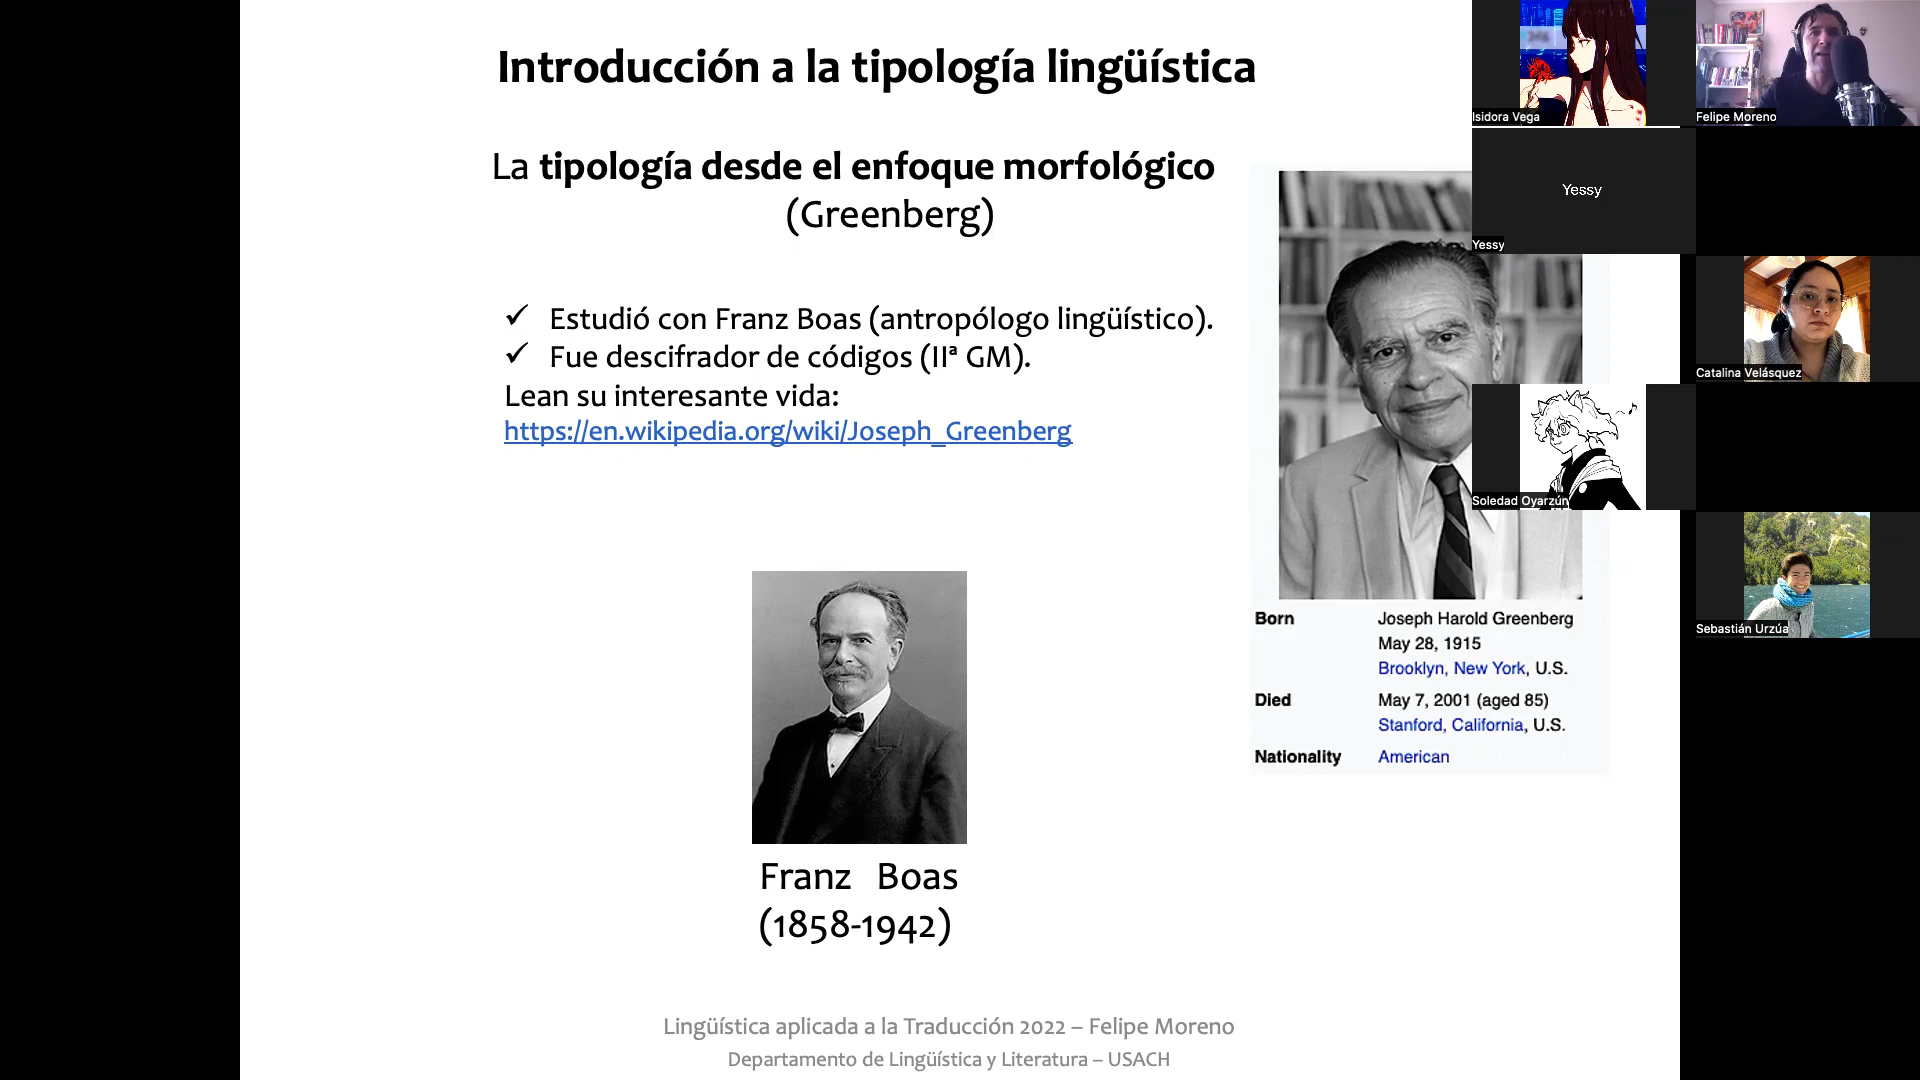 Introducción a la tipología lingüística
La tipología desde el enfoque morfológico
(Greenberg)
✓ Estudió con Franz Boas (antropólogo lingüístico).
✓ Fue descifrador de códigos (IIª GM).
Lean su interesante vida:
https://en.wikipedia.org/wiki/Joseph_Greenberg
Franz Boas
(1858-1942)
Born Joseph Harold Greenberg
May 28, 1915
Brooklyn, New York, U.S.
Died May 7, 2001 (aged 85)
Stanford, California, U.S.
Nationality American
Lingüística aplicada a la Traducción 2022 – Felipe Moreno
Departamento de Lingüística y Literatura – USACH
Isidora Vega
Felipe Moreno
Yessy
Yessy
Catalina Velásquez
Soledad Oyarzún
Sebastián Urzúa